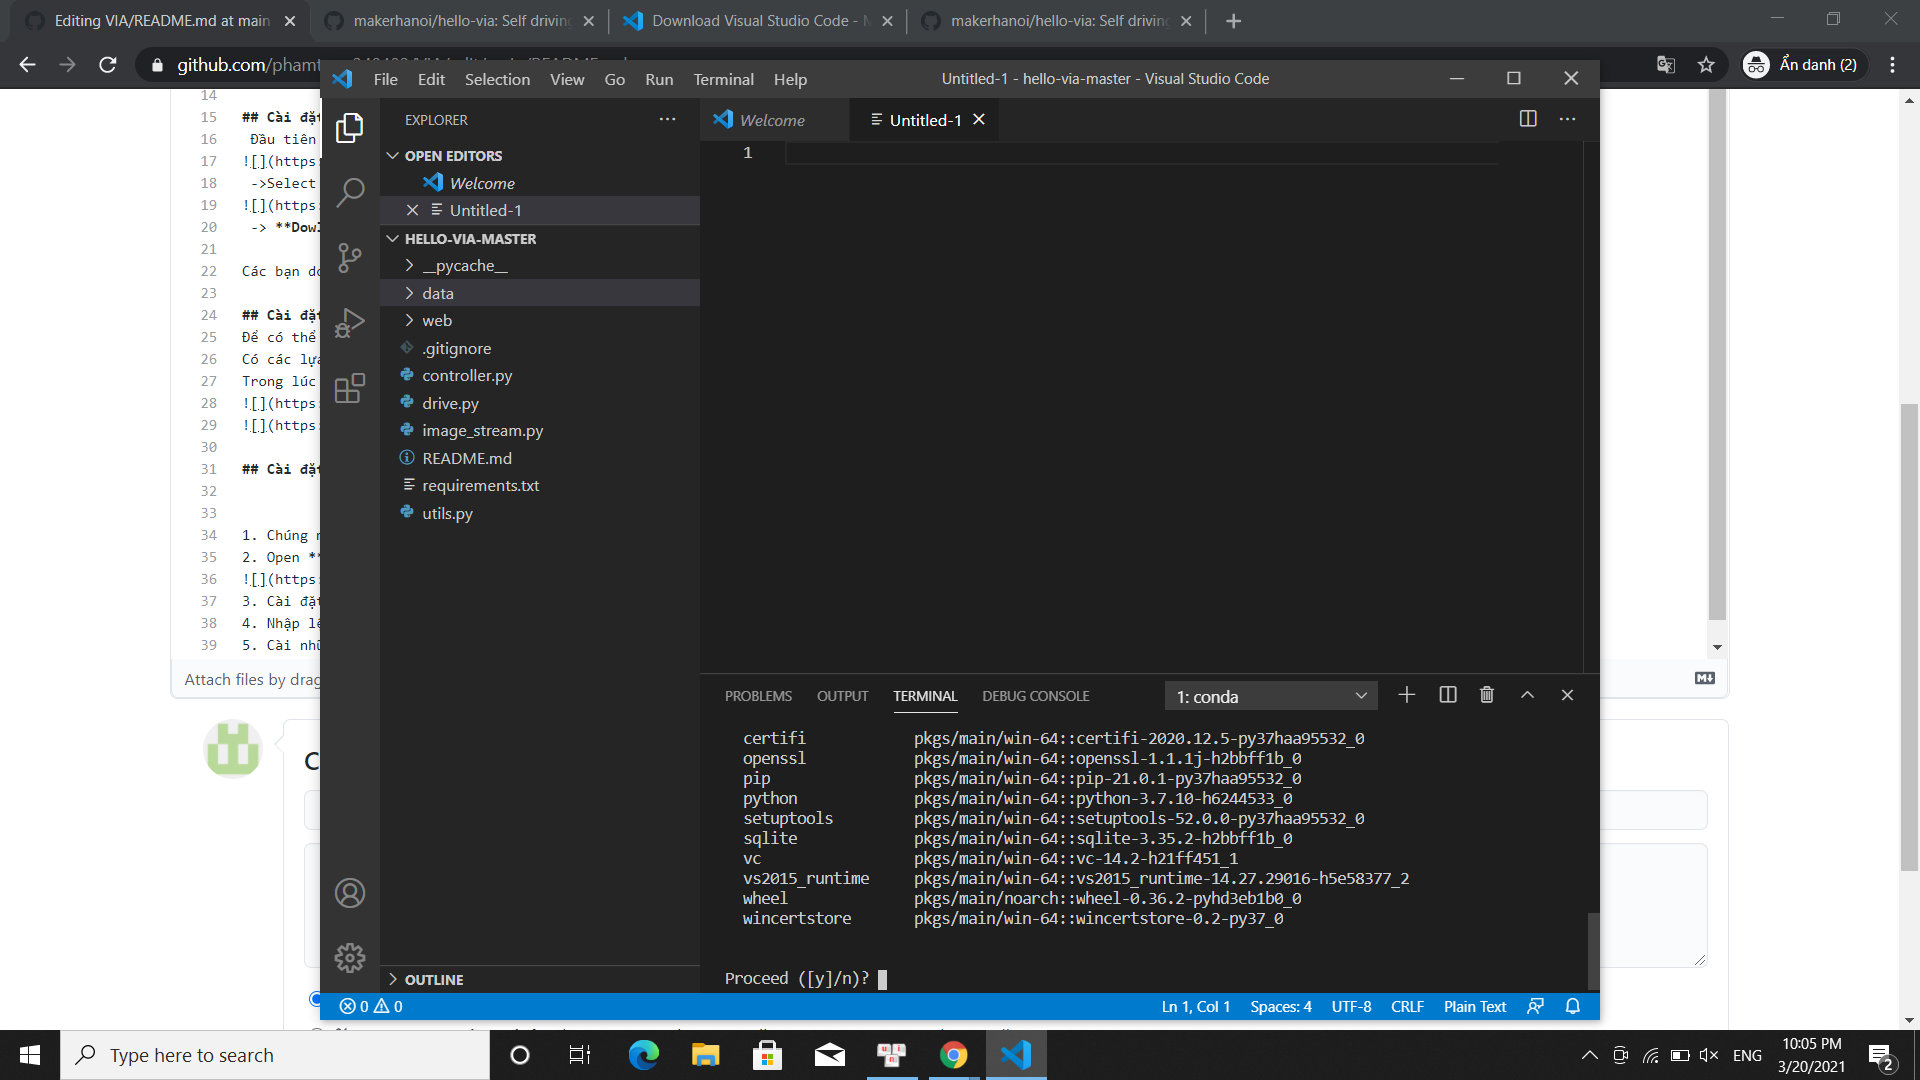 Editing VIA/README.md at main
makerhanoi/hello-via: Self driving
Download Visual Studio Code - M
makerhanoi/hello-via: Self driving
github.com/phamt
Ẩn danh (2)
File Edit Selection View Go Run Terminal Help
Untitled-1 - hello-via-master - Visual Studio Code
14
15 ## Cài đặt
16 Đầu tiên
17 ![](https:
18 ->Select
19 ![](https:
20 -> **Dowl
21
22 Các bạn do
23
24 ## Cài đặt
25 Để có thể
26 Có các lựa
27 Trong lúc
28 ![](https:
29 ![](https:
30
31 ## Cài đặt
32
33
34 1. Chúng
35 2. Open **
36 ![](https:
37 3. Cài đặt
38 4. Nhập lệ
39 5. Cài nhữ
Attach files by drag
EXPLORER
OPEN EDITORS
Welcome
Untitled-1
HELLO-VIA-MASTER
__pycache__
data
web
.gitignore
controller.py
drive.py
image_stream.py
README.md
requirements.txt
utils.py
OUTLINE
Welcome
Untitled-1
1
PROBLEMS OUTPUT TERMINAL DEBUG CONSOLE
1: conda
certifi pkgs/main/win-64::certifi-2020.12.5-py37haa95532_0
openssl pkgs/main/win-64::openssl-1.1.1j-h2bbff1b_0
pip pkgs/main/win-64::pip-21.0.1-py37haa95532_0
python pkgs/main/win-64::python-3.7.10-h6244533_0
setuptools pkgs/main/win-64::setuptools-52.0.0-py37haa95532_0
sqlite pkgs/main/win-64::sqlite-3.35.2-h2bbff1b_0
vc pkgs/main/win-64::vc-14.2-h21ff451_1
vs2015_runtime pkgs/main/win-64::vs2015_runtime-14.27.29016-h5e58377_2
wheel pkgs/main/noarch::wheel-0.36.2-pyhd3eb1b0_0
wincertstore pkgs/main/win-64::wincertstore-0.2-py37_0
Proceed ([y]/n)?
0 0
Ln 1, Col 1 Spaces: 4 UTF-8 CRLF Plain Text
Type here to search
ENG
10:05 PM
3/20/2021
2